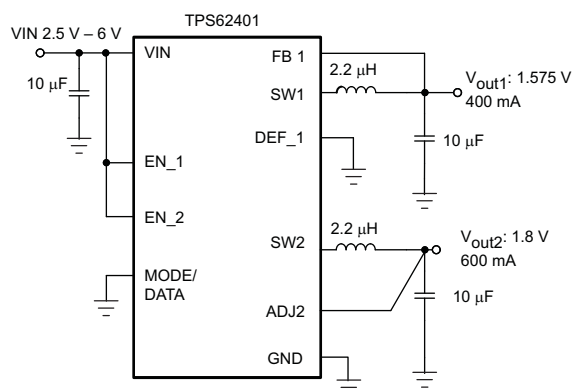 TPS62401
VIN 2.5 V – 6 V
VIN
FB 1
10 μF
2.2 μH
SW1
Vout1: 1.575 V
400 mA
DEF_1
10 μF
EN_1
EN_2
2.2 μH
SW2
Vout2: 1.8 V
600 mA
MODE/
DATA
10 μF
ADJ2
GND